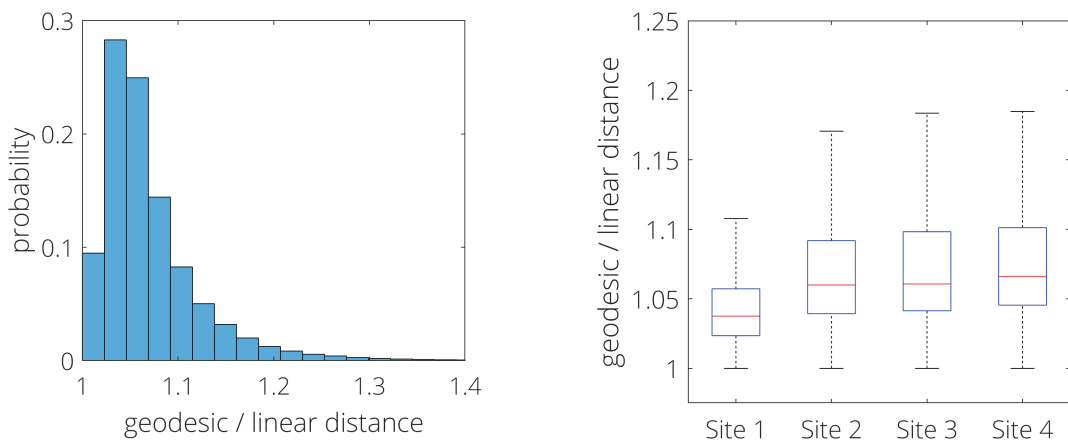 0.3
0.2
0.1
0
probability
1
1.1
1.2
1.3
1.4
geodesic / linear distance
1.25
1.2
1.15
1.1
1.05
1
geodesic / linear distance
Site 1
Site 2
Site 3
Site 4